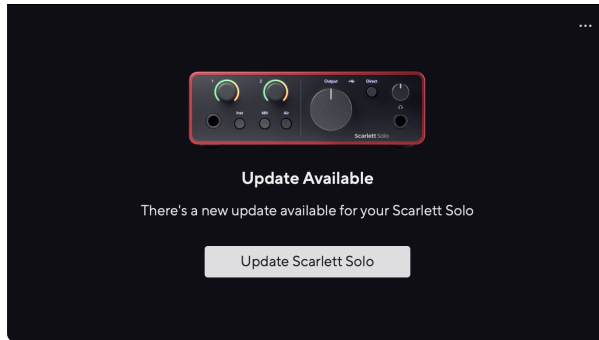 ...
1
2
Output
Direct
Inst
48V
Air
Scarlett Solo
Update Available
There's a new update available for your Scarlett Solo
Update Scarlett Solo